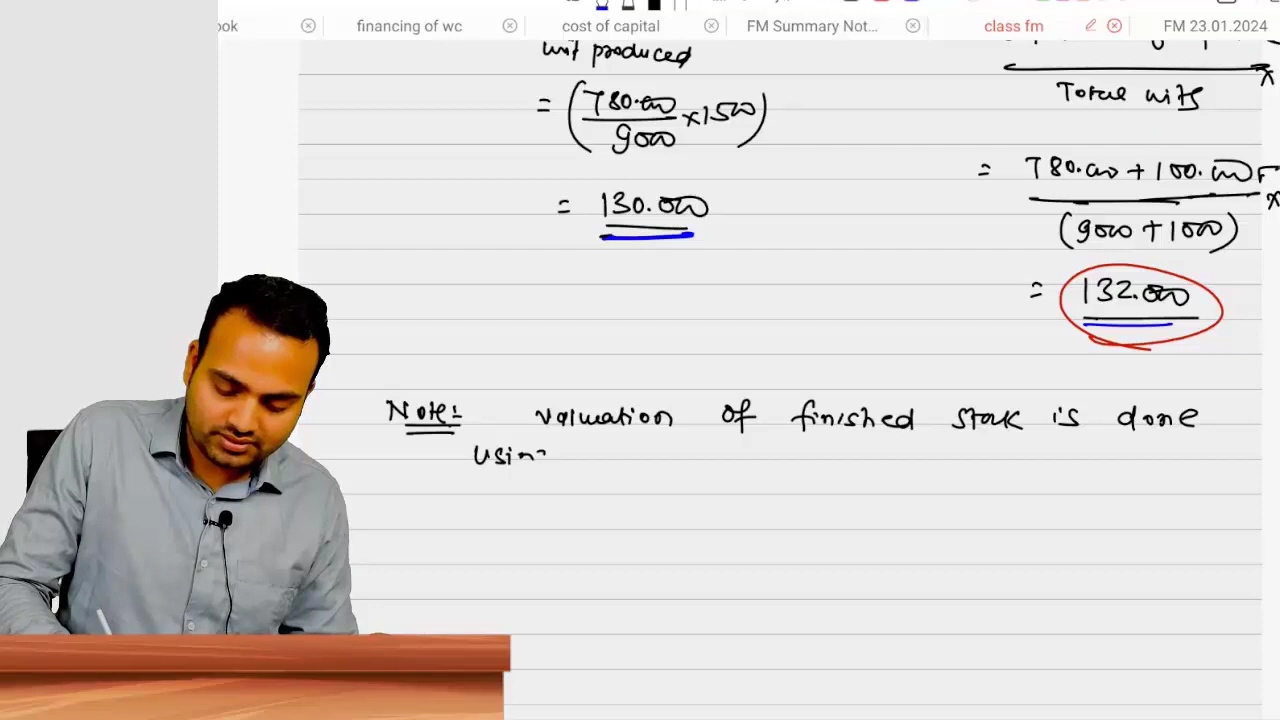 ook financing of wc cost of capital FM Summary Not... class fm FM 23.01.2024
unit produced
= (780.000/9000 x 1500)
= 130.000
Total units
= 780.000 + 100.000
(9000 + 1000)
= 132.000
Note: valuation of finished stock is done
using